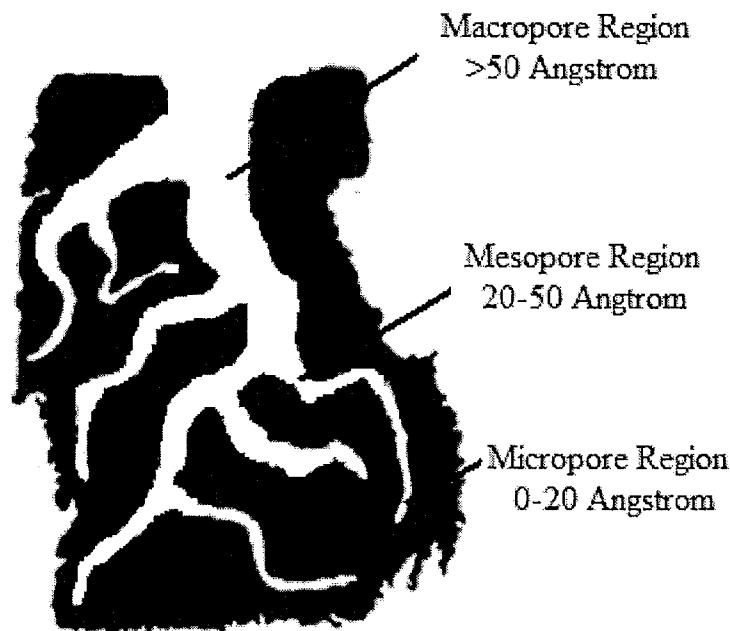 Macropore Region
>50 Angstrom
Mesopore Region
20-50 Angtrom
Micropore Region
0-20 Angstrom